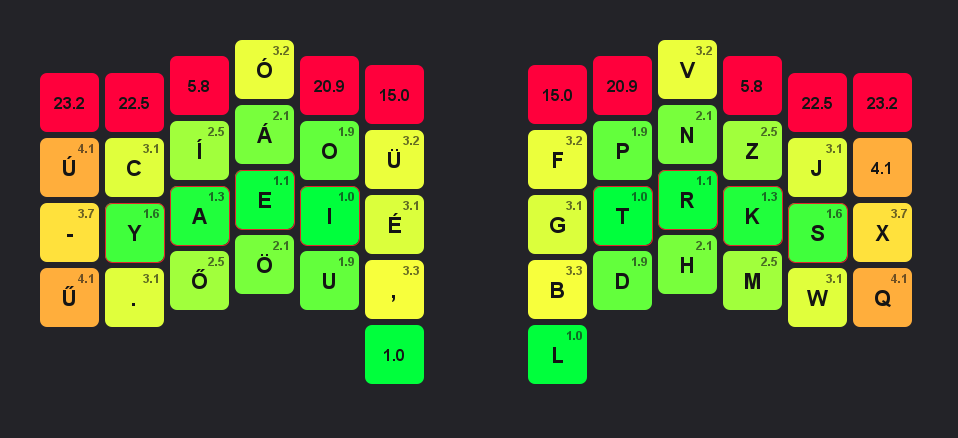 23.2 22.5 5.8 Ó 3.2 20.9 15.0 15.0 20.9 V 3.2 5.8 22.5 23.2
Ú 4.1 C 3.1 Í 2.5 Á 2.1 O 1.9 Ü 3.2 F 3.2 P 1.9 N 2.1 Z 2.5 J 3.1 4.1
- 3.7 Y 1.6 A 1.3 E 1.1 I 1.0 É 3.1 G 3.1 T 1.0 R 1.1 K 1.3 S 1.6 X 3.7
Ű 4.1 . 3.1 Ő 2.5 Ö 2.1 U 1.9 , 3.3 B 3.3 D 1.9 H 2.1 M 2.5 W 3.1 Q 4.1
1.0 L 1.0